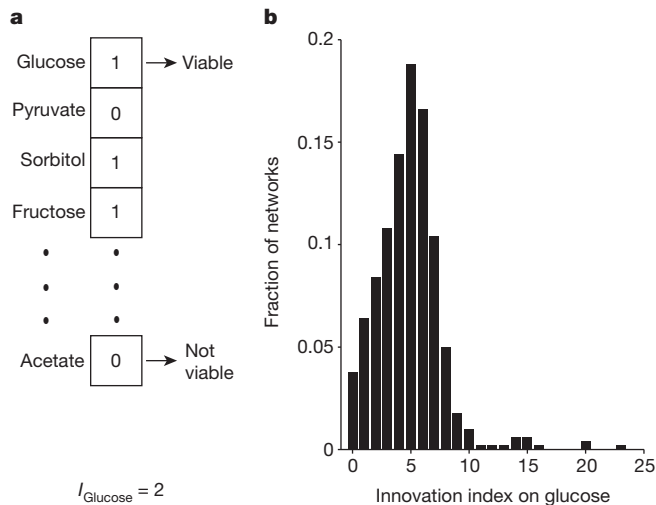 a
Glucose 1 Viable
Pyruvate 0
Sorbitol 1
Fructose 1
Acetate 0 Not
viable
I Glucose = 2
b
Fraction of networks
0.2
0.15
0.1
0.05
0
0 5 10 15 20 25
Innovation index on glucose